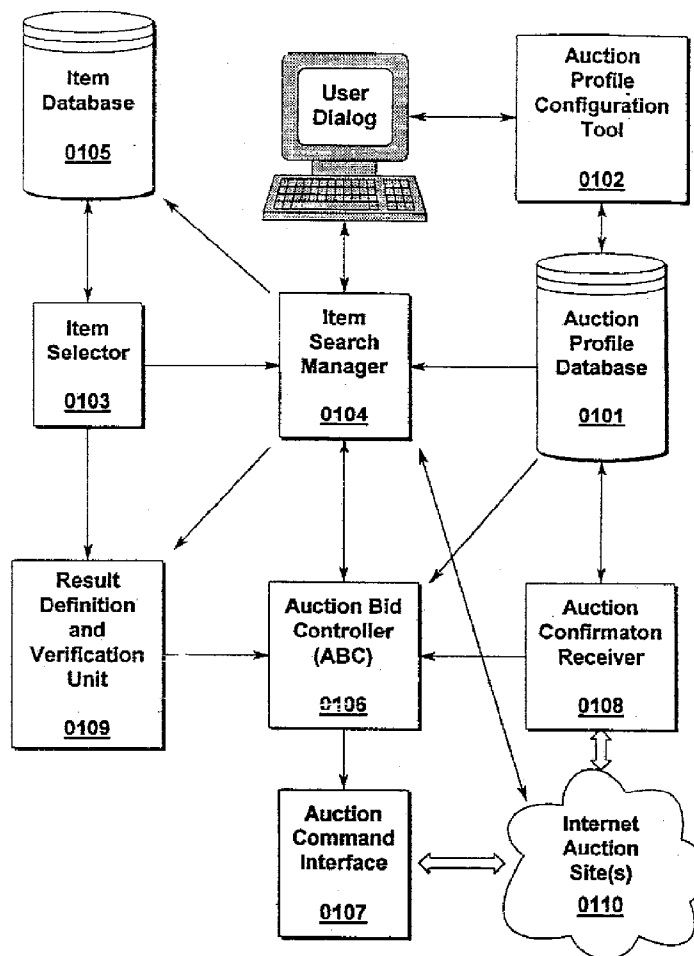 Item
Database
0105
User
Dialog
Auction
Profile
Configuration
Tool
0102
Item
Selector
0103
Item
Search
Manager
0104
Auction
Profile
Database
0101
Result
Definition
and
Verification
Unit
0109
Auction Bid
Controller
(ABC)
0106
Auction
Confirmaton
Receiver
0108
Auction
Command
Interface
0107
Internet
Auction
Site(s)
0110